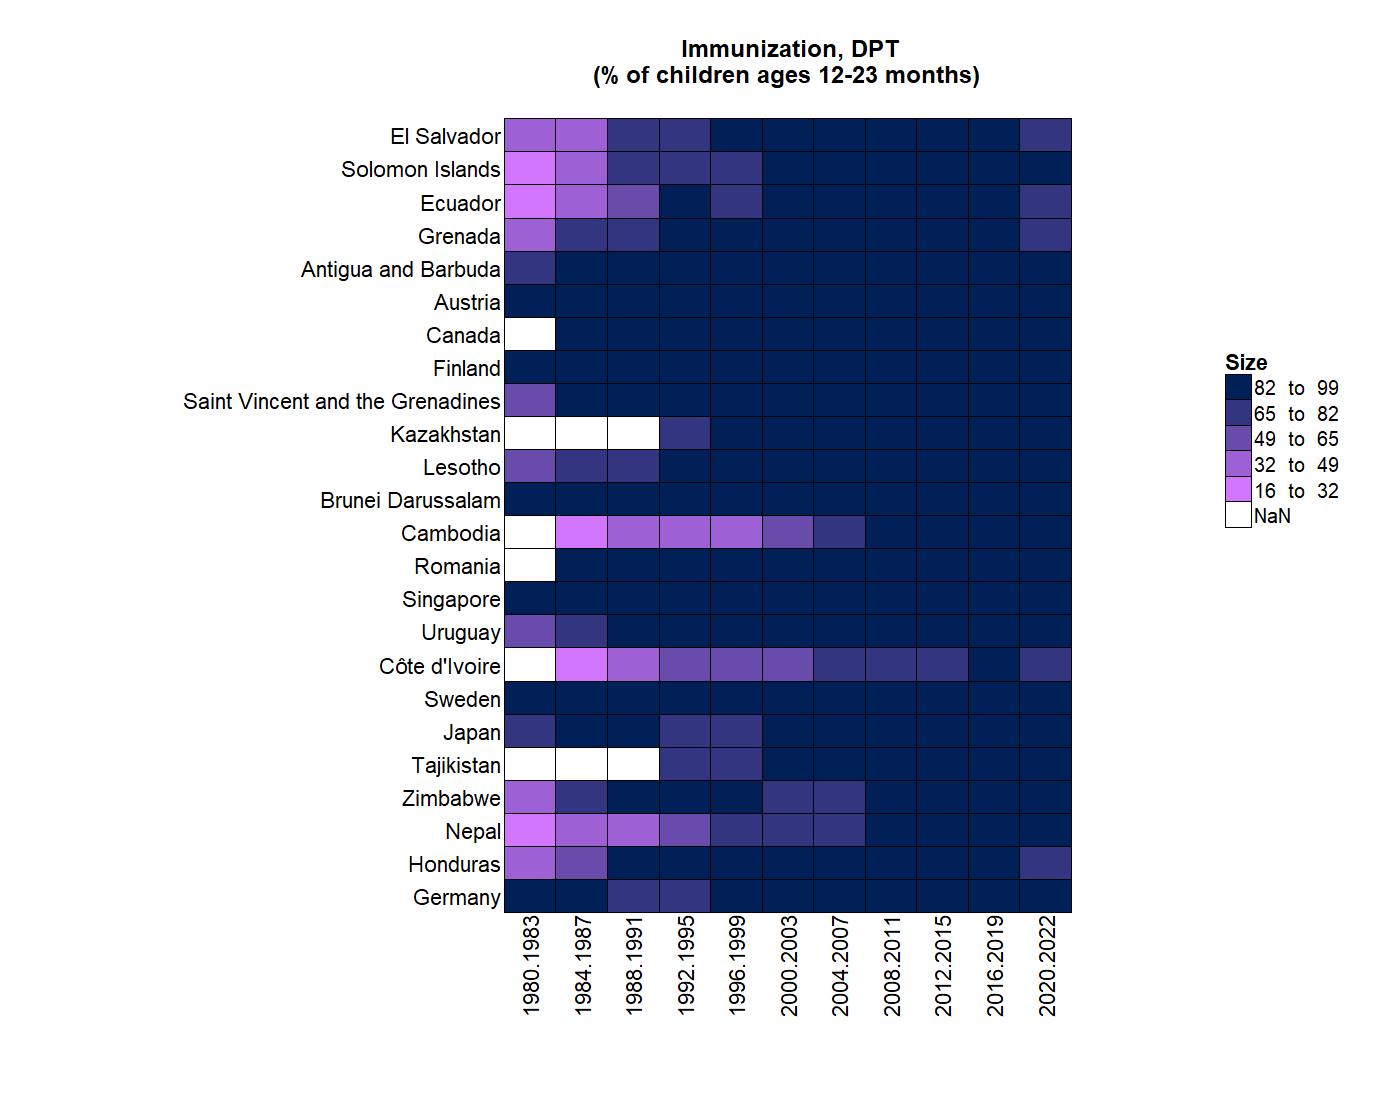 Immunization, DPT
(% of children ages 12-23 months)
El Salvador
Solomon Islands
Ecuador
Grenada
Antigua and Barbuda
Austria
Canada
Finland
Saint Vincent and the Grenadines
Kazakhstan
Lesotho
Brunei Darussalam
Cambodia
Romania
Singapore
Uruguay
Côte d'Ivoire
Sweden
Japan
Tajikistan
Zimbabwe
Nepal
Honduras
Germany
1980.1983
1984.1987
1988.1991
1992.1995
1996.1999
2000.2003
2004.2007
2008.2011
2012.2015
2016.2019
2020.2022
Size
82 to 99
65 to 82
49 to 65
32 to 49
16 to 32
NaN